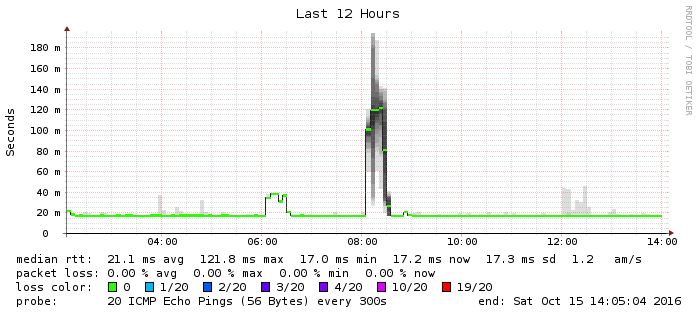 Last 12 Hours
RRDTOOL / TOBI OETIKER
Seconds
180 m
160 m
140 m
120 m
100 m
80 m
60 m
40 m
20 m
0
04:00 06:00 08:00 10:00 12:00 14:00
median rtt: 21.1 ms avg 121.8 ms max 17.0 ms min 17.2 ms now 17.3 ms sd 1.2 am/s
packet loss: 0.00 % avg 0.00 % max 0.00 % min 0.00 % now
loss color: 0 1/20 2/20 3/20 4/20 10/20 19/20
probe: 20 ICMP Echo Pings (56 Bytes) every 300s end: Sat Oct 15 14:05:04 2016